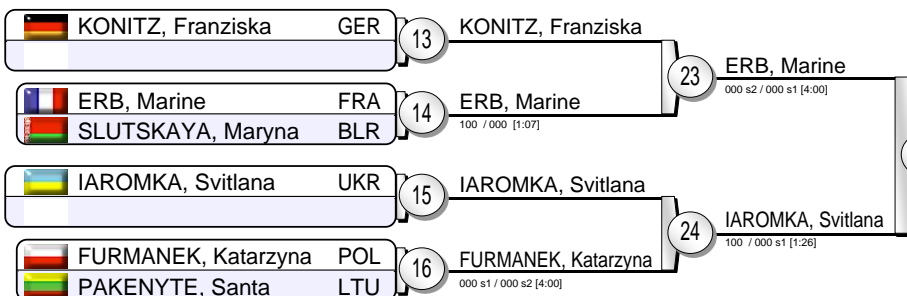 KONITZ, Franziska GER
13
KONITZ, Franziska
23
ERB, Marine
000 s2 / 000 s1 [4:00]
ERB, Marine FRA
SLUTSKAYA, Maryna BLR
14
ERB, Marine
100 / 000 [1:07]
IAROMKA, Svitlana UKR
15
IAROMKA, Svitlana
24
IAROMKA, Svitlana
100 / 000 s1 [1:26]
FURMANEK, Katarzyna POL
PAKENYTE, Santa LTU
16
FURMANEK, Katarzyna
000 s1 / 000 s2 [4:00]